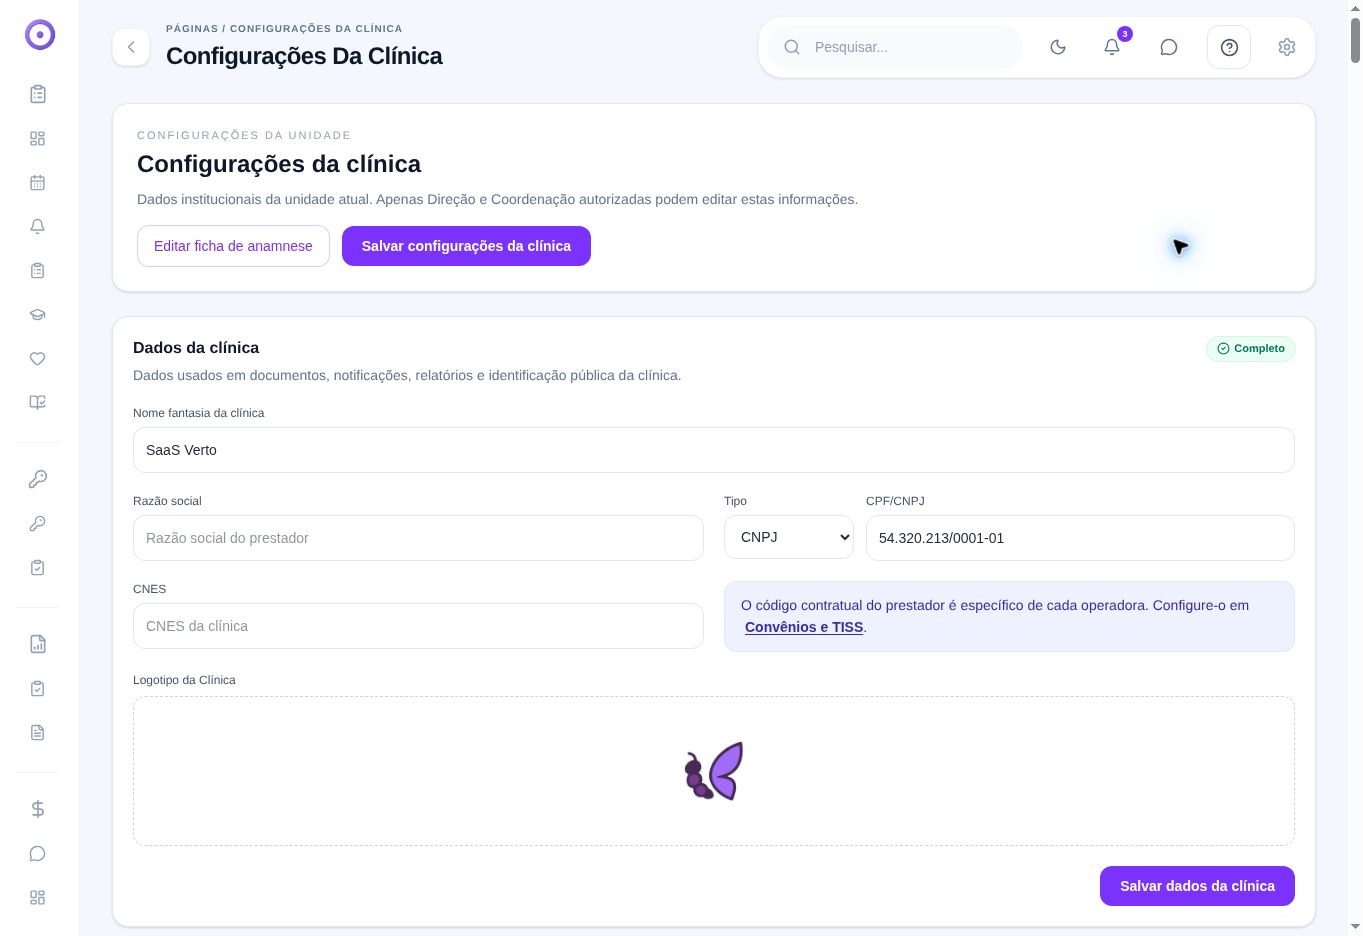 PÁGINAS / CONFIGURAÇÕES DA CLÍNICA
Configurações Da Clínica
Pesquisar...
3
CONFIGURAÇÕES DA UNIDADE
Configurações da clínica
Dados institucionais da unidade atual. Apenas Direção e Coordenação autorizadas podem editar estas informações.
Editar ficha de anamnese
Salvar configurações da clínica
Dados da clínica
Completo
Dados usados em documentos, notificações, relatórios e identificação pública da clínica.
Nome fantasia da clínica
SaaS Verto
Razão social
Tipo
CPF/CNPJ
Razão social do prestador
CNPJ
54.320.213/0001-01
CNES
CNES da clínica
O código contratual do prestador é específico de cada operadora. Configure-o em
Convênios e TISS.
Logotipo da Clínica
Salvar dados da clínica